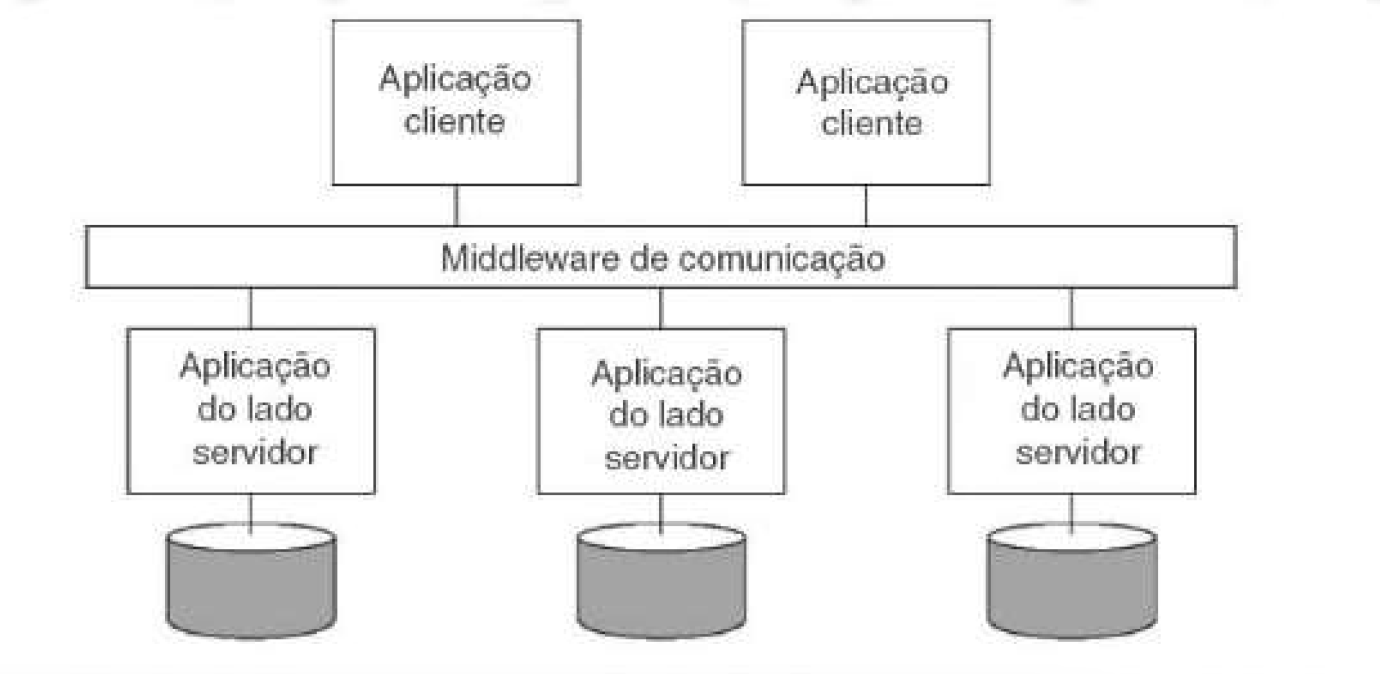 Aplicação
cliente
Aplicação
cliente
Middleware de comunicação
Aplicação
do lado
servidor
Aplicação
do lado
servidor
Aplicação
do lado
servidor